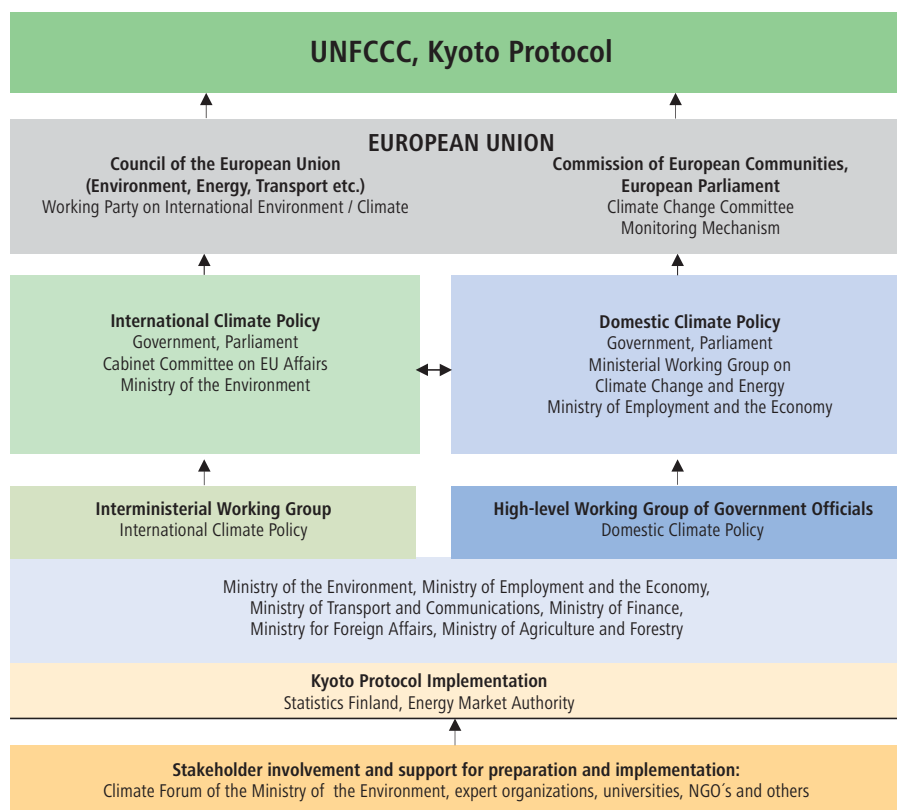 UNFCCC, Kyoto Protocol
EUROPEAN UNION
Council of the European Union
(Environment, Energy, Transport etc.)
Working Party on International Environment / Climate
Commission of European Communities,
European Parliament
Climate Change Committee
Monitoring Mechanism
International Climate Policy
Government, Parliament
Cabinet Committee on EU Affairs
Ministry of the Environment
Domestic Climate Policy
Government, Parliament
Ministerial Working Group on
Climate Change and Energy
Ministry of Employment and the Economy
Interministerial Working Group
International Climate Policy
High-level Working Group of Government Officials
Domestic Climate Policy
Ministry of the Environment, Ministry of Employment and the Economy,
Ministry of Transport and Communications, Ministry of Finance,
Ministry for Foreign Affairs, Ministry of Agriculture and Forestry
Kyoto Protocol Implementation
Statistics Finland, Energy Market Authority
Stakeholder involvement and support for preparation and implementation:
Climate Forum of the Ministry of the Environment, expert organizations, universities, NGO´s and others